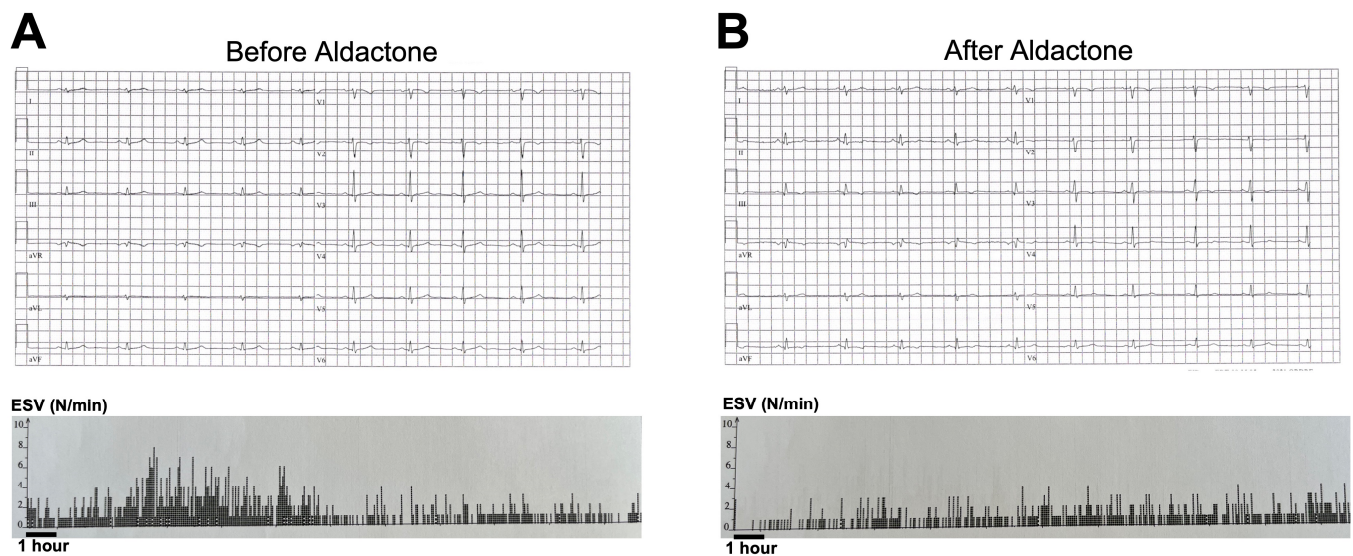 A
Before Aldactone
I
V1
II
V2
III
V3
aVR
V4
aVL
V5
aVF
V6
ESV (N/min)
10
8
6
4
2
0
1 hour
B
After Aldactone
I
V1
II
V2
III
V3
aVR
V4
aVL
V5
aVF
V6
ESV (N/min)
10
8
6
4
2
0
1 hour